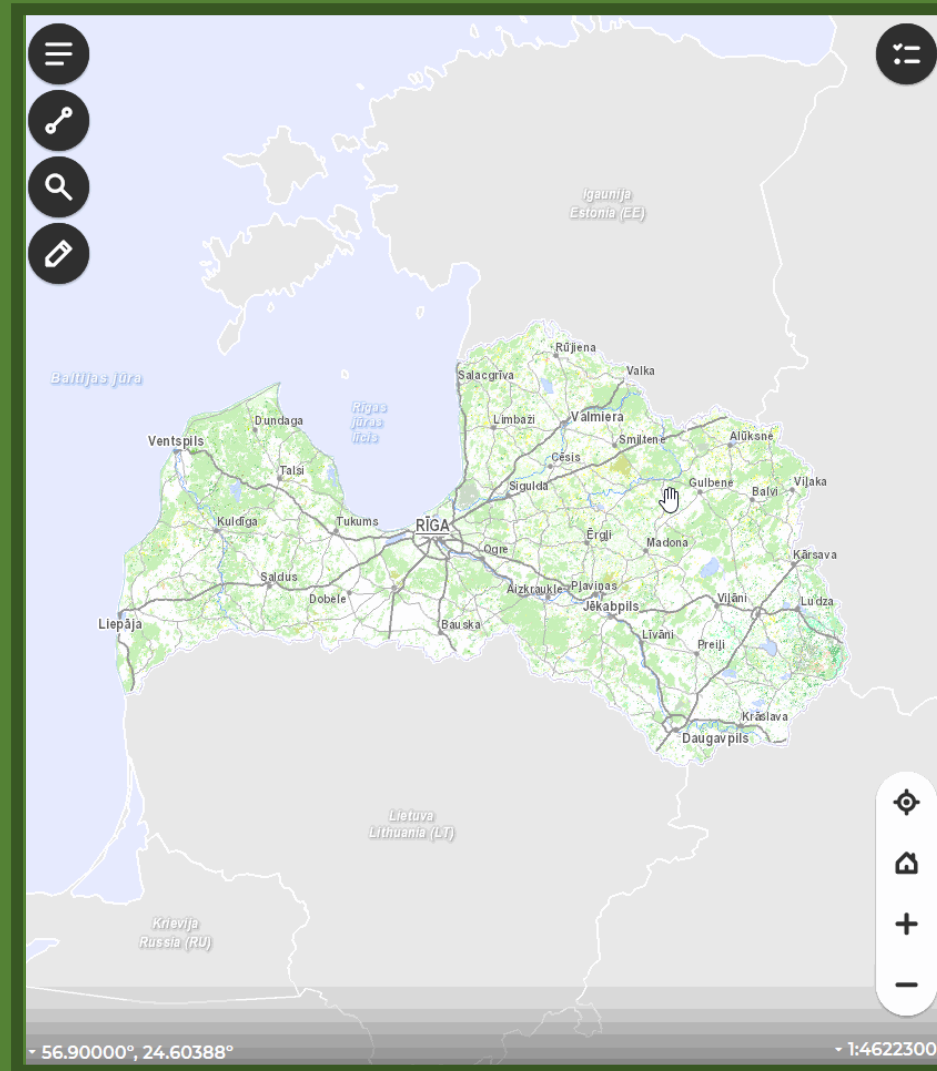 Igaunija
Estonia (EE)
Rūjiena
Salacgrīva
Valka
Baltijas jūra
Rīgas
jūras
līcis
Dundaga
Limbaži
Valmiera
Ventspils
Smiltene
Alūksne
Cēsis
Talsi
Sigulda
Gulbene
Balvi
Viļaka
Kuldīga
Tukums
RĪGA
Ērgļi
Madona
Ogre
Kārsava
Saldus
Dobele
Aizkraukle
Pļaviņas
Jēkabpils
Viļāni
Ludza
Liepāja
Bauska
Līvāni
Preiļi
Krāslava
Daugavpils
Lietuva
Lithuania (LT)
Krievija
Russia (RU)
56.90000°, 24.60388°
1:4622300